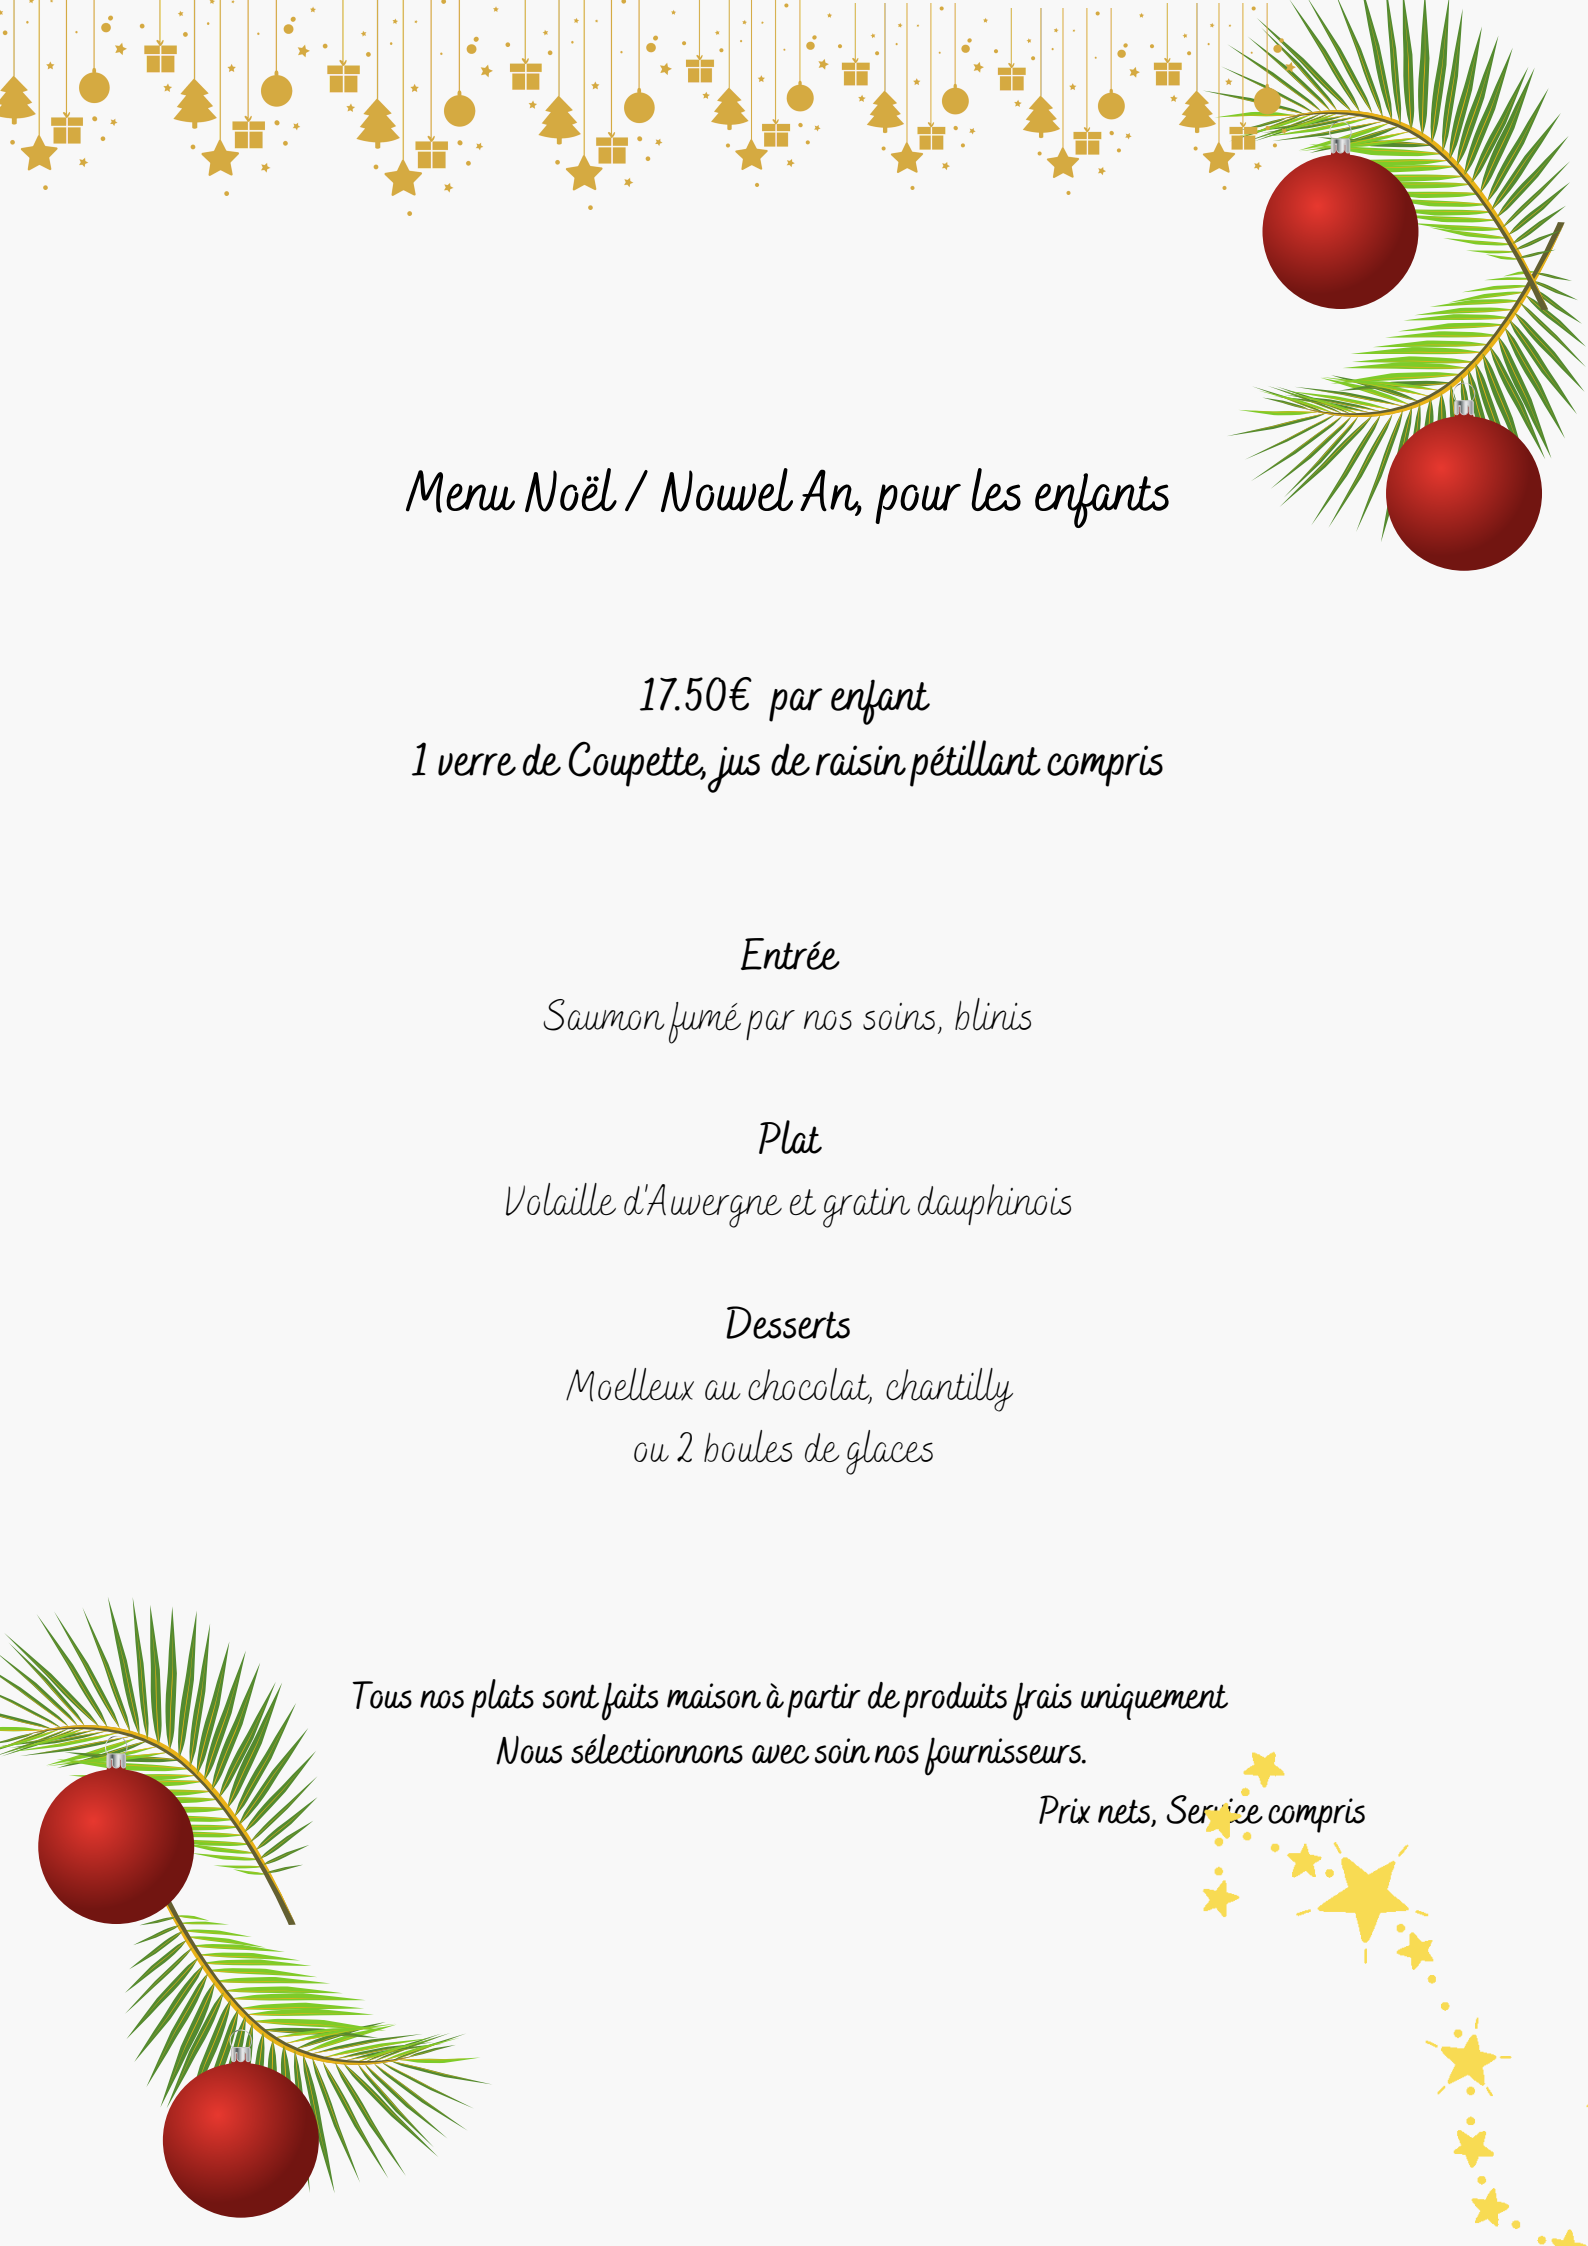 Menu Noël / Nouvel An, pour les enfants
17.50€ par enfant
1 verre de Coupette, jus de raisin pétillant compris
Entrée
Saumon fumé par nos soins, blinis
Plat
Volaille d'Auvergne et gratin dauphinois
Desserts
Moelleux au chocolat, chantilly
ou 2 boules de glaces
Tous nos plats sont faits maison à partir de produits frais uniquement
Nous sélectionnons avec soin nos fournisseurs.
Prix nets, Service compris